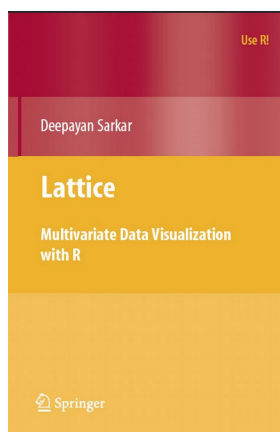 Use R!
Deepayan Sarkar
Lattice
Multivariate Data Visualization
with R
Springer